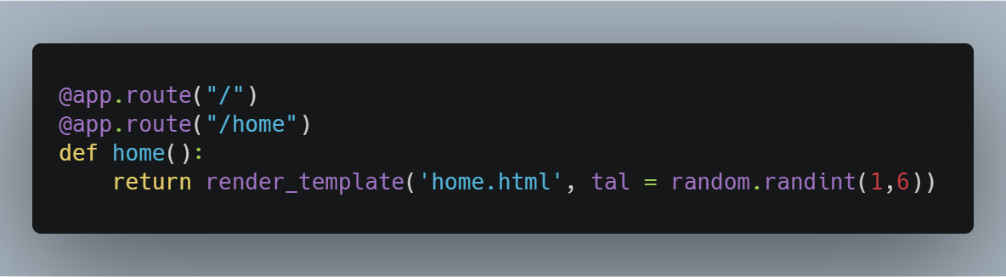 @app.route("/")
@app.route("/home")
def home():
    return render_template('home.html', tal = random.randint(1,6))